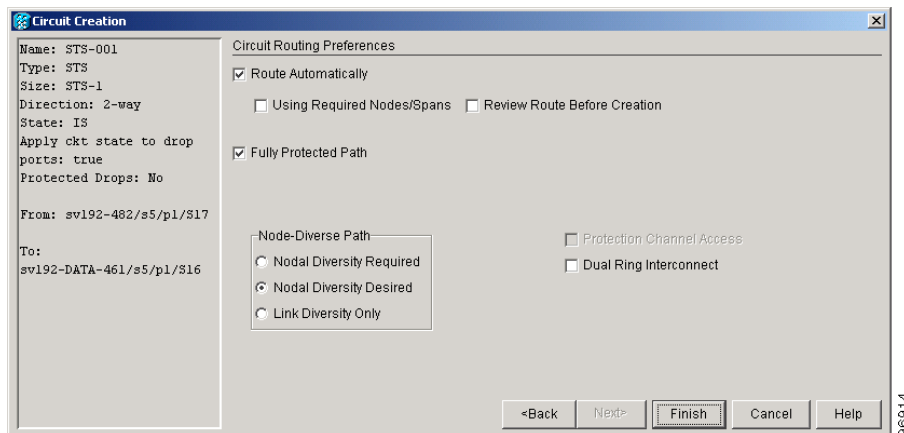 Circuit Creation
Name: STS-001
Type: STS
Size: STS-1
Direction: 2-way
State: IS
Apply ckt state to drop
ports: true
Protected Drops: No
From: sv192-482/s5/p1/S17
To:
sv192-DATA-461/s5/p1/S16
Circuit Routing Preferences
Route Automatically
Using Required Nodes/Spans
Review Route Before Creation
Fully Protected Path
Node-Diverse Path
Nodal Diversity Required
Nodal Diversity Desired
Link Diversity Only
Protection Channel Access
Dual Ring Interconnect
<Back
Next>
Finish
Cancel
Help
96914